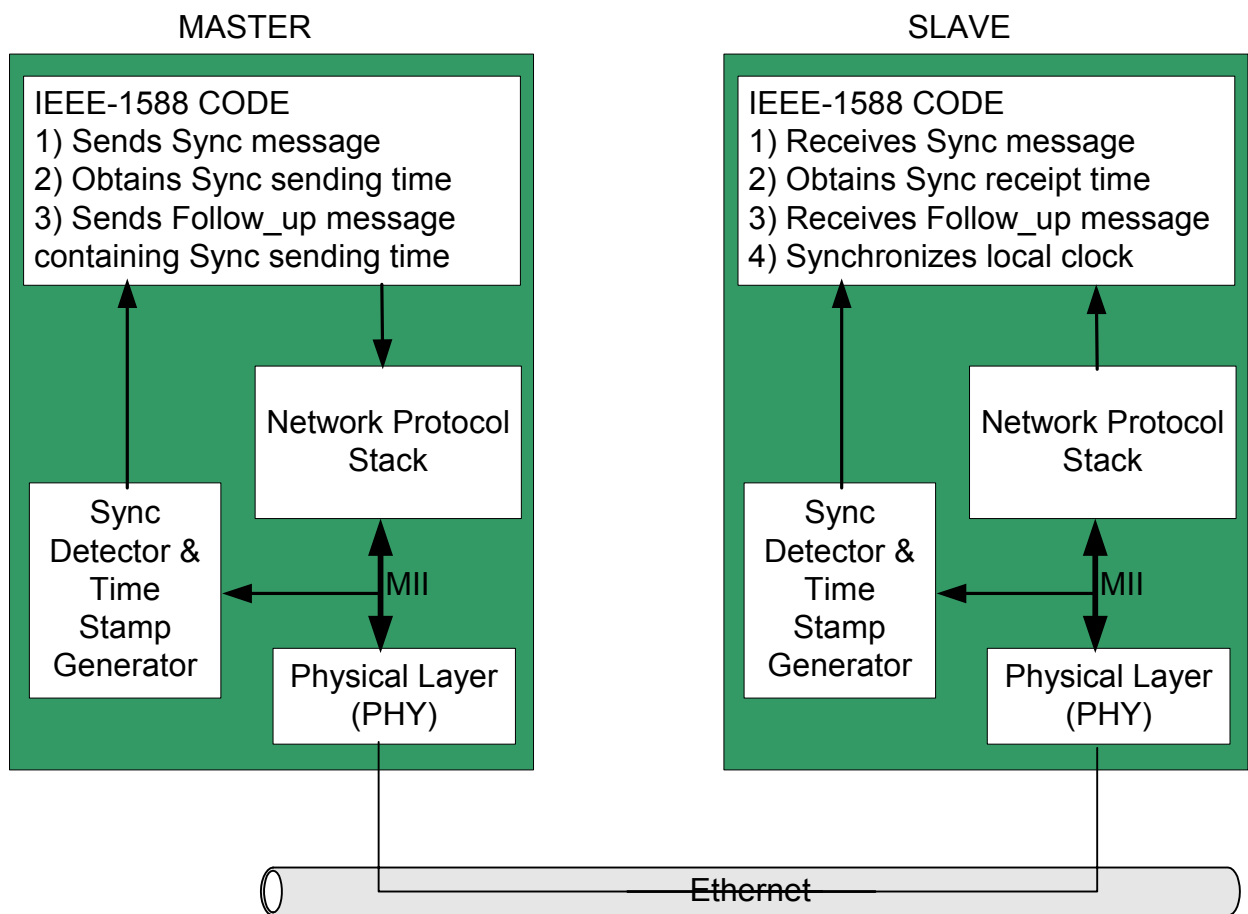 MASTER
IEEE-1588 CODE
1) Sends Sync message
2) Obtains Sync sending time
3) Sends Follow_up message
containing Sync sending time
Network Protocol
Stack
Sync
Detector &
Time
Stamp
Generator
MII
Physical Layer
(PHY)
SLAVE
IEEE-1588 CODE
1) Receives Sync message
2) Obtains Sync receipt time
3) Receives Follow_up message
4) Synchronizes local clock
Network Protocol
Stack
Sync
Detector &
Time
Stamp
Generator
MII
Physical Layer
(PHY)
Ethernet